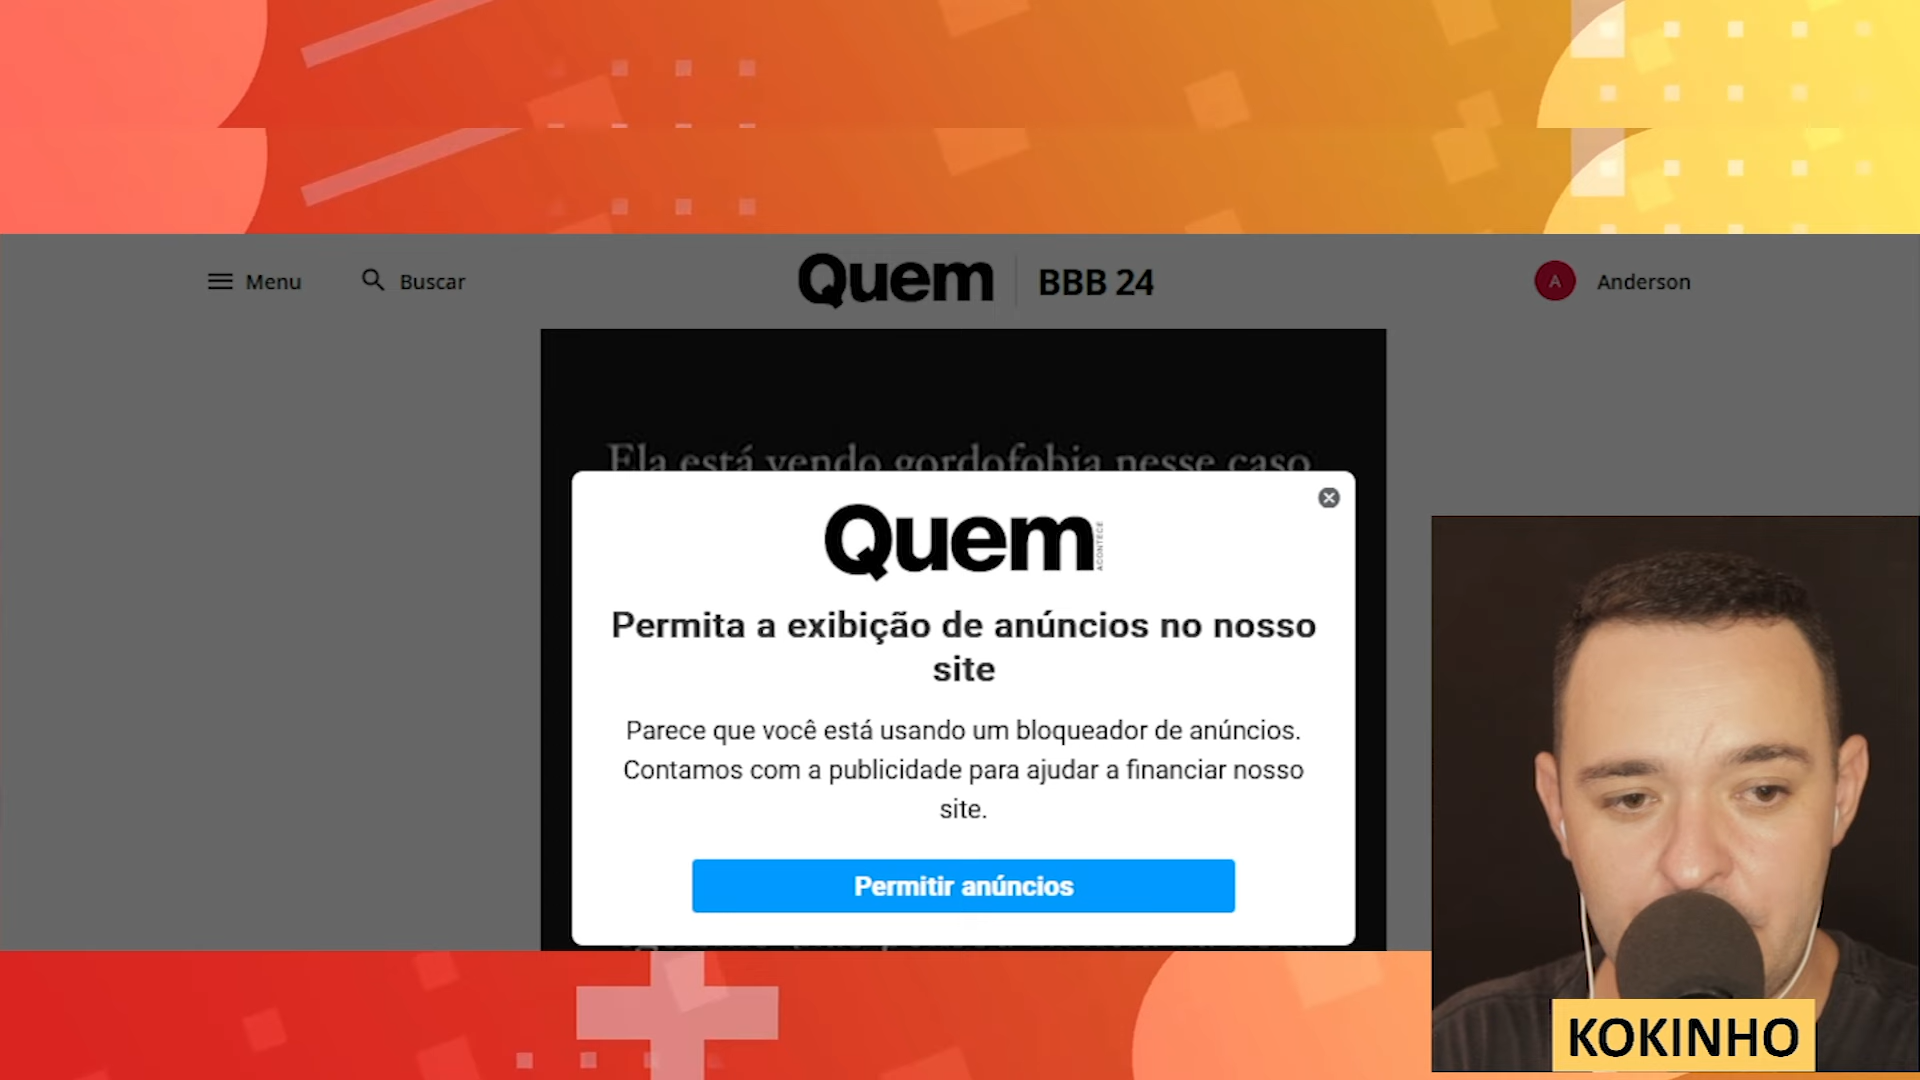 Menu
Buscar
Quem
BBB 24
A
Anderson
Ela está vendo gordofobia nesse caso
Quem
ACONTECE
Permita a exibição de anúncios no nosso
site
Parece que você está usando um bloqueador de anúncios.
Contamos com a publicidade para ajudar a financiar nosso
site.
Permitir anúncios
KOKINHO